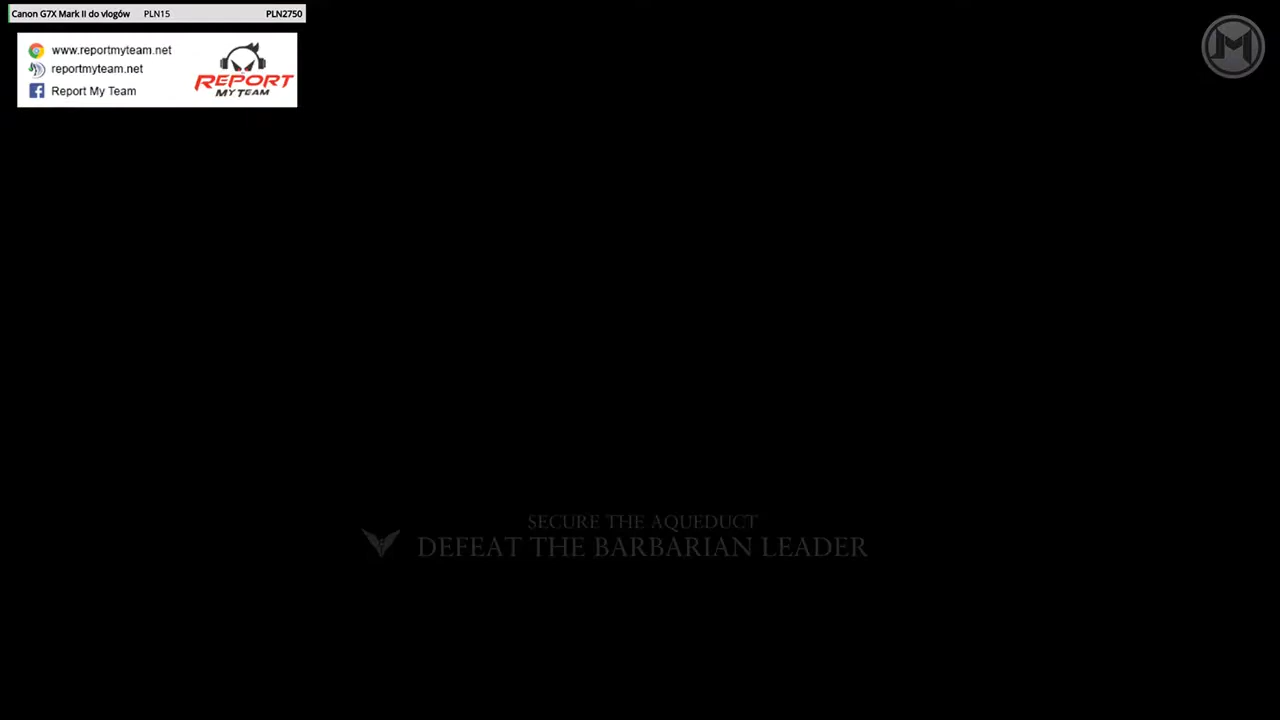 Canon G7X Mark II do vlogów PLN15 PLN2750
www.reportmyteam.net
reportmyteam.net
Report My Team
REPORT
MY TEAM
SECURE THE AQUEDUCT
DEFEAT THE BARBARIAN LEADER